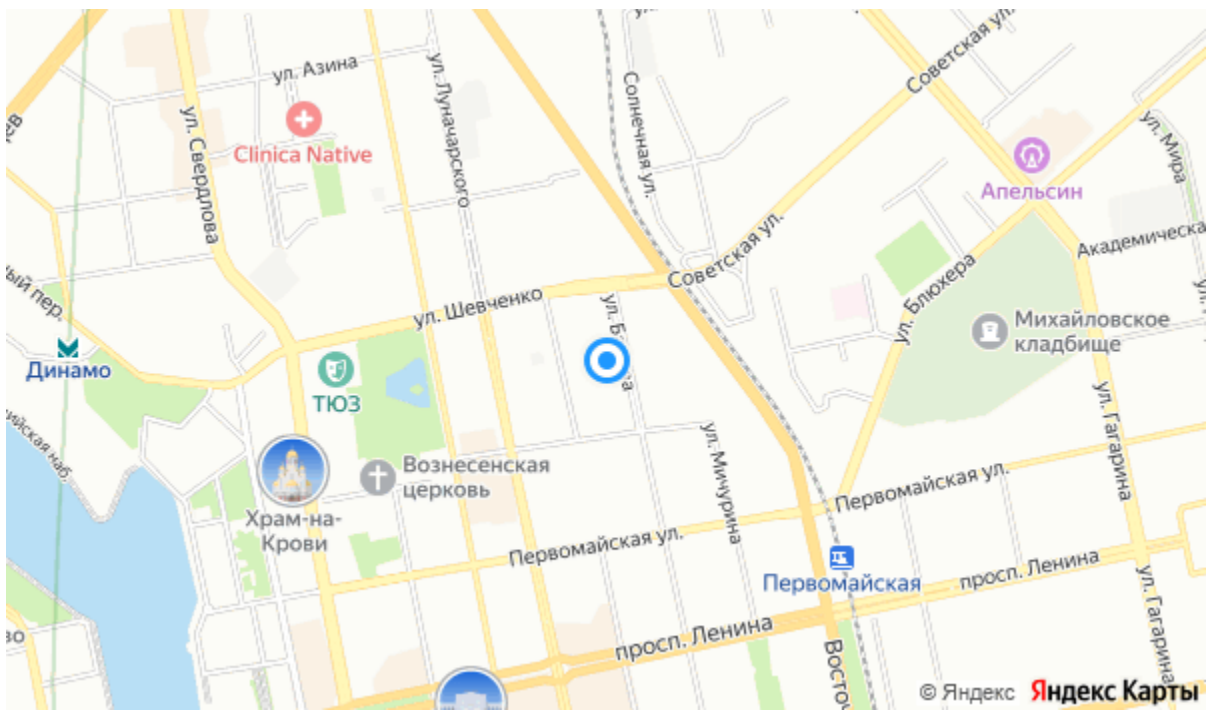 ул. Азина
ул. Луначарского
Солнечная ул.
Советская ул.
ул. Мира
ул. Свердлова
Clinica Native
Апельсин
Академическая
Советская ул.
ный пер.
ул. Шевченко
ул. Блюхера
Михайловское
кладбище
Динамо
ТЮЗ
ул. Гагарина
Вознесенская
церковь
ул. Мичурина
Первомайская ул.
Храм-на-
Крови
Первомайская ул.
Первомайская
просп. Ленина
ул. Гагарина
просп. Ленина
© Яндекс Яндекс Карты